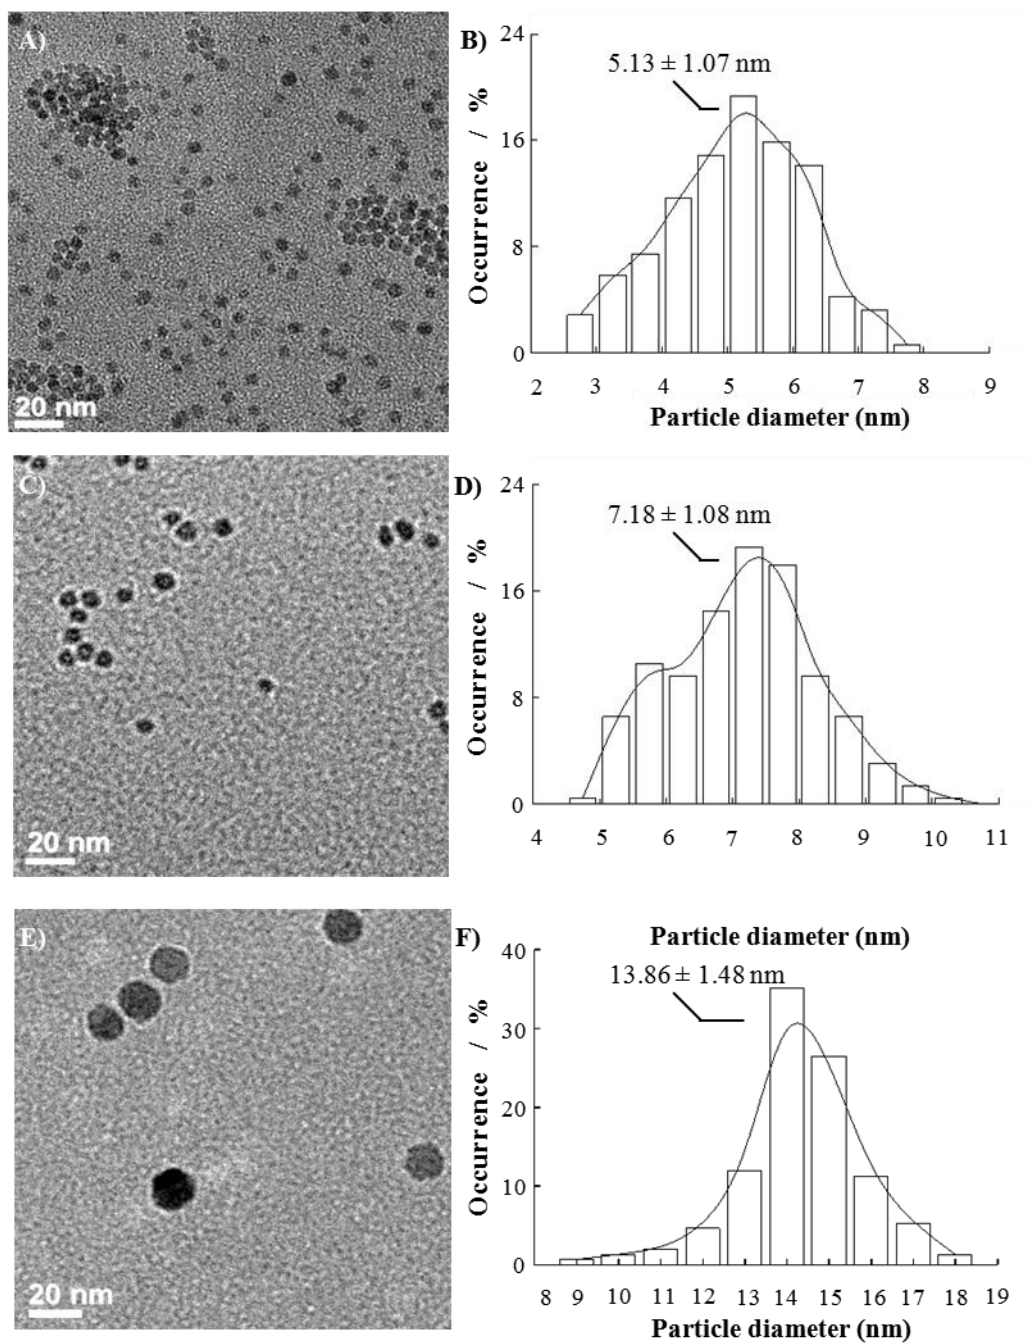 A)
20 nm
B)
5.13 ± 1.07 nm
Occurrence / %
24
16
8
0
2 3 4 5 6 7 8 9
Particle diameter (nm)
C)
20 nm
D)
7.18 ± 1.08 nm
Occurrence / %
24
16
8
0
4 5 6 7 8 9 10 11
Particle diameter (nm)
E)
20 nm
F)
13.86 ± 1.48 nm
Occurrence / %
40
30
20
10
0
8 9 10 11 12 13 14 15 16 17 18 19
Particle diameter (nm)